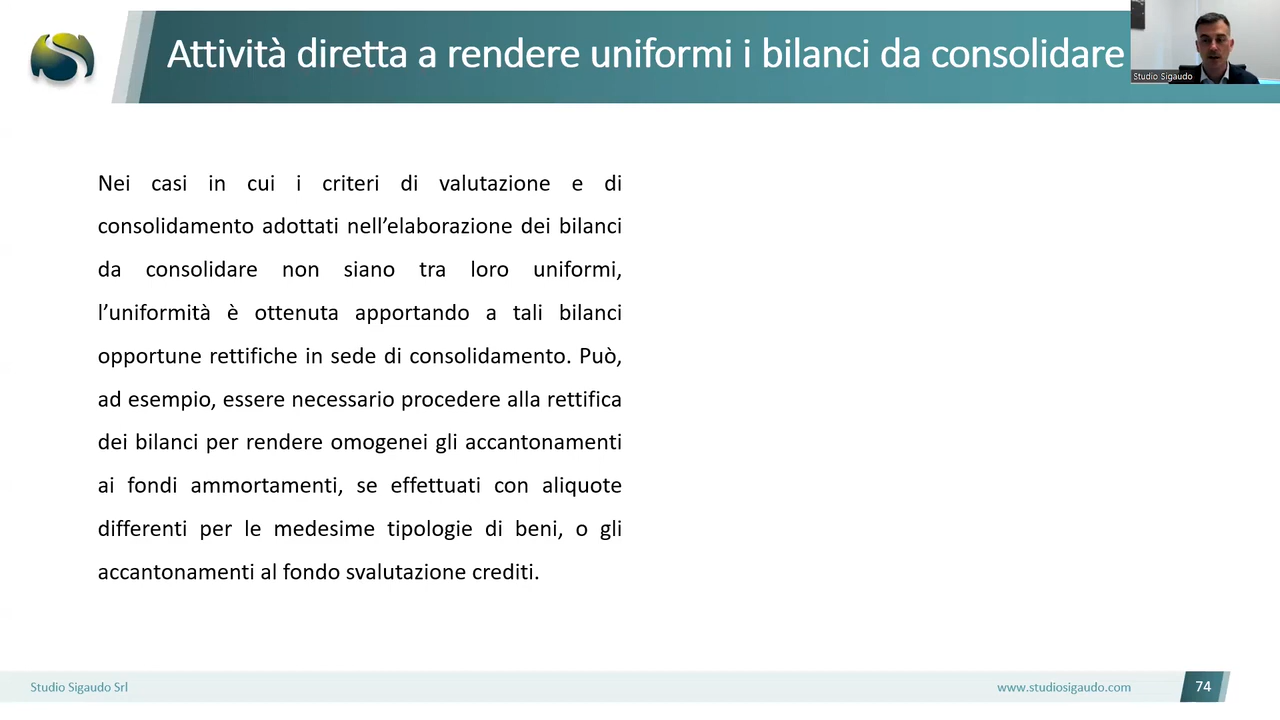 Attività diretta a rendere uniformi i bilanci da consolidare
Studio Sigaudo
Nei casi in cui i criteri di valutazione e di
consolidamento adottati nell’elaborazione dei bilanci
da consolidare non siano tra loro uniformi,
l’uniformità è ottenuta apportando a tali bilanci
opportune rettifiche in sede di consolidamento. Può,
ad esempio, essere necessario procedere alla rettifica
dei bilanci per rendere omogenei gli accantonamenti
ai fondi ammortamenti, se effettuati con aliquote
differenti per le medesime tipologie di beni, o gli
accantonamenti al fondo svalutazione crediti.
Studio Sigaudo Srl
www.studiosigaudo.com
74